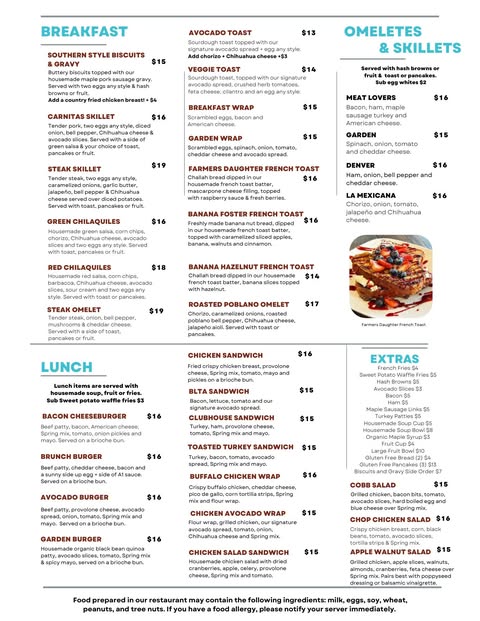 BREAKFAST
SOUTHERN STYLE BISCUITS
& GRAVY $15
Buttery biscuits topped with our
housemade maple pork sausage gravy.
Served with two eggs any style & hash
browns or fruit.
Add a country fried chicken breast! + $4
CARNITAS SKILLET $16
Tender pork, two eggs any style, diced
onion, bell pepper, Chihuahua cheese &
avocado slices. Served with a side of
green salsa & your choice of toast,
pancakes or fruit.
STEAK SKILLET $19
Tender steak, two eggs any style,
caramelized onions, garlic butter,
jalapeño, bell pepper & Chihuahua
cheese served over diced potatoes.
Served with toast, pancakes or fruit.
GREEN CHILAQUILES $16
Housemade green salsa, corn chips,
chorizo, Chihuahua cheese, avocado
slices and two eggs any style. Served
with toast or pancakes.
RED CHILAQUILES $18
Housemade red salsa, corn chips,
barbacoa, Chihuahua cheese, avocado
slices, sour cream and two eggs any
style. Served with toast or pancakes.
STEAK OMELET $19
Tender steak, onion, bell pepper,
mushrooms & cheddar cheese.
Served with a side of toast,
pancakes or fruit.
AVOCADO TOAST $13
Sourdough toast topped with our
signature avocado spread + egg any style.
Add chorizo + Chihuahua cheese +$3
VEGGIE TOAST $14
Sourdough toast, topped with our signature
avocado spread, crushed herb tomatoes,
feta cheese, cilantro and an egg any style.
BREAKFAST WRAP $15
Scrambled eggs, bacon and
American cheese.
GARDEN WRAP $15
Scrambled eggs, spinach, onion, tomato,
cheddar cheese and avocado spread.
FARMERS DAUGHTER FRENCH TOAST
Challah bread dipped in our $16
housemade french toast batter,
mascarpone cheese filling, topped
with raspberry sauce & fresh berries.
BANANA FOSTER FRENCH TOAST
Freshly made banana nut bread, dipped $16
in our housemade french toast batter,
topped with caramelized sliced apples,
banana, walnuts and cinnamon.
BANANA HAZELNUT FRENCH TOAST
Challah bread dipped in our housemade $14
french toast batter, banana slices topped
with hazelnut.
ROASTED POBLANO OMELET $17
Chorizo, caramelized onions, roasted
poblano bell pepper, Chihuahua cheese,
jalapeño aioli. Served with toast or
pancakes.
OMELETES
& SKILLETS
Served with hash browns or
fruit & toast or pancakes.
Sub egg whites $2
MEAT LOVERS $16
Bacon, ham, maple
sausage turkey and
American cheese.
GARDEN $15
Spinach, onion, tomato
and cheddar cheese.
DENVER $16
Ham, onion, bell pepper and
cheddar cheese.
LA MEXICANA $16
Chorizo, onion, tomato,
jalapeño and Chihuahua
cheese.
Farmers Daughter French Toast
LUNCH
Lunch items are served with
housemade soup, fruit or fries.
Sub Sweet potato waffle fries $3
BACON CHEESEBURGER $16
Beef patty, bacon, American cheese,
Spring mix, tomato, onion pickles and
mayo. Served on a brioche bun.
BRUNCH BURGER $16
Beef patty, cheddar cheese, bacon and
a sunny side up egg + side of A1 sauce.
Served on a brioche bun.
AVOCADO BURGER $16
Beef patty, provolone cheese, avocado
spread, onion, tomato, Spring mix and
mayo. Served on a brioche bun.
GARDEN BURGER $16
Housemade organic black bean quinoa
patty, avocado slices, tomato, Spring mix
& spicy mayo, served on brioche bun.
CHICKEN SANDWICH $16
Fried crispy chicken breast, provolone
cheese, Spring mix, tomato, mayo and
pickles on a brioche bun.
BLTA SANDWICH $15
Bacon, lettuce, tomato and our
signature avocado spread.
CLUBHOUSE SANDWICH $15
Turkey, ham, provolone cheese,
tomato, Spring mix and mayo.
TOASTED TURKEY SANDWICH $15
Turkey, bacon, tomato, avocado
spread, Spring mix and mayo.
BUFFALO CHICKEN WRAP $16
Crispy buffalo chicken, cheddar cheese,
pico de gallo, corn tortilla strips, Spring
mix and flour wrap.
CHICKEN AVOCADO WRAP $15
Flour wrap, grilled chicken, our signature
avocado spread, tomato, onion,
Chihuahua cheese and Spring mix.
CHICKEN SALAD SANDWICH $15
Housemade chicken salad with dried
cranberries, apple, celery, provolone
cheese, tomato, Spring mix.
EXTRAS
French Fries $4
Sweet Potato Waffle Fries $5
Hash Browns $5
Avocado Slices $3
Bacon $5
Ham $5
Maple Sausage Links $5
Turkey Patties $5
Housemade Soup Cup $5
Housemade Soup Bowl $8
Organic Maple Syrup $3
Fruit Cup $4
Large Fruit Bowl $10
Gluten Free Bread (2) $4
Gluten Free Pancakes (3) $13
Biscuits and Gravy Side Order $7
COBB SALAD $15
Grilled chicken, bacon bits, tomato,
avocado slices, hard boiled egg and
blue cheese over Spring mix.
CHOP CHICKEN SALAD $16
Crispy chicken breast, corn, black
beans, tomato, avocado slices,
tortilla strips & Spring mix.
APPLE WALNUT SALAD $15
Grilled chicken, apple slices, walnuts,
almonds, cranberries, feta cheese over
Spring mix. Pairs best with poppyseed
dressing or balsamic vinaigrette.
Food prepared in our restaurant may contain the following ingredients: milk, eggs, soy, wheat,
peanuts, and tree nuts. If you have a food allergy, please notify your server immediately.